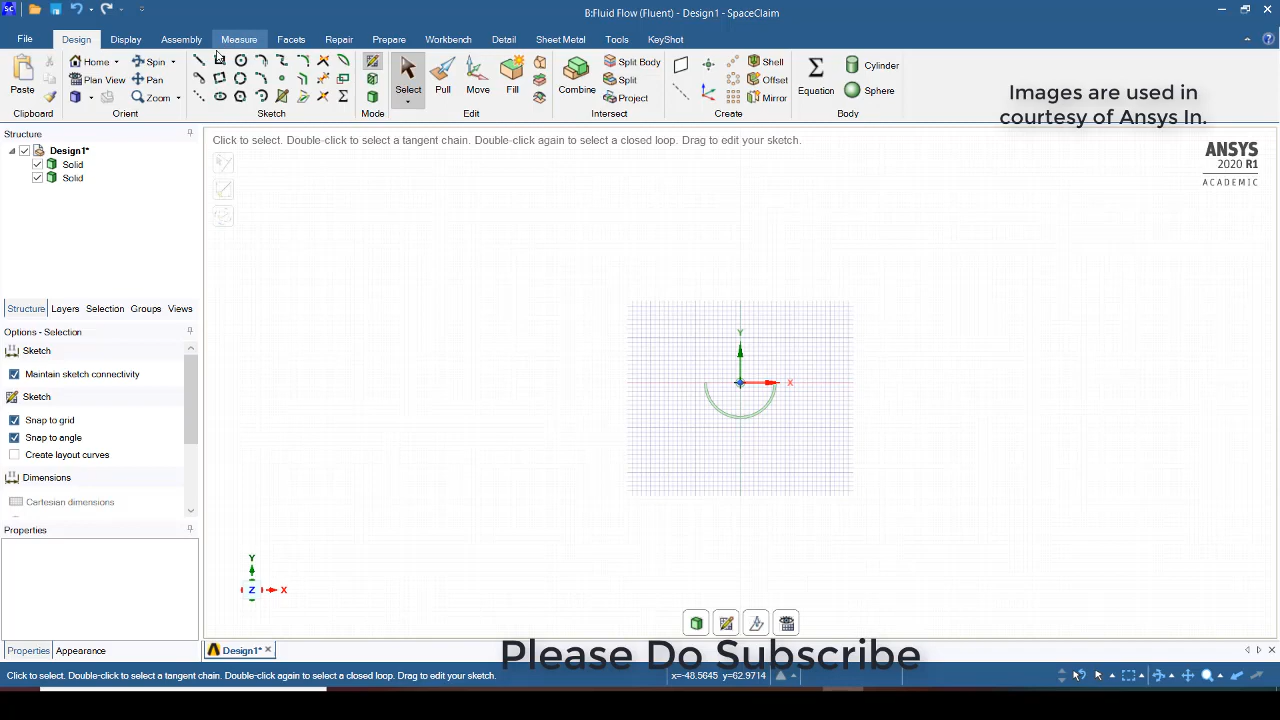 SC
B:Fluid Flow (Fluent) - Design1 - SpaceClaim
File Design Display Assembly Measure Facets Repair Prepare Workbench Detail Sheet Metal Tools KeyShot
Home Spin Split Body Shell Cylinder
Plan View Pan Split Offset
Paste Zoom Select Pull Move Fill Combine Project Mirror Equation Sphere
Clipboard Orient Sketch Mode Edit Intersect Create Body
Images are used in
courtesy of Ansys In.
Structure
Click to select. Double-click to select a tangent chain. Double-click again to select a closed loop. Drag to edit your sketch.
Design1*
Solid
Solid
ANSYS
2020 R1
ACADEMIC
Structure Layers Selection Groups Views
Options - Selection
Sketch
Maintain sketch connectivity
Sketch
Snap to grid
Snap to angle
Create layout curves
Dimensions
Cartesian dimensions
Properties
Y
X
Y
Z X
Properties Appearance
Design1*
Please Do Subscribe
Click to select. Double-click to select a tangent chain. Double-click again to select a closed loop. Drag to edit your sketch.
x=-48.5645 y=62.9714